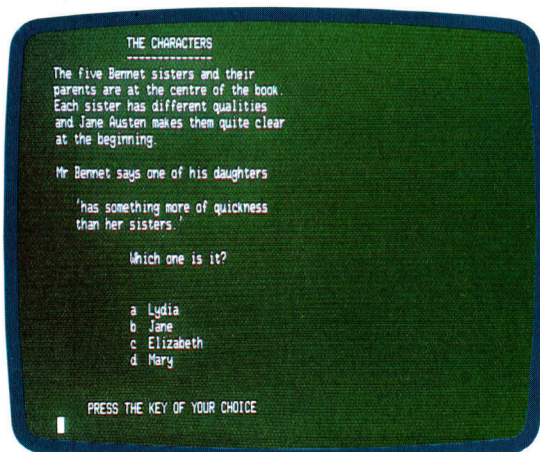 THE CHARACTERS
--------------
The five Bennet sisters and their
parents are at the centre of the book.
Each sister has different qualities
and Jane Austen makes them quite clear
at the beginning.
Mr Bennet says one of his daughters
'has something more of quickness
than her sisters.'
Which one is it?
a Lydia
b Jane
c Elizabeth
d Mary
PRESS THE KEY OF YOUR CHOICE